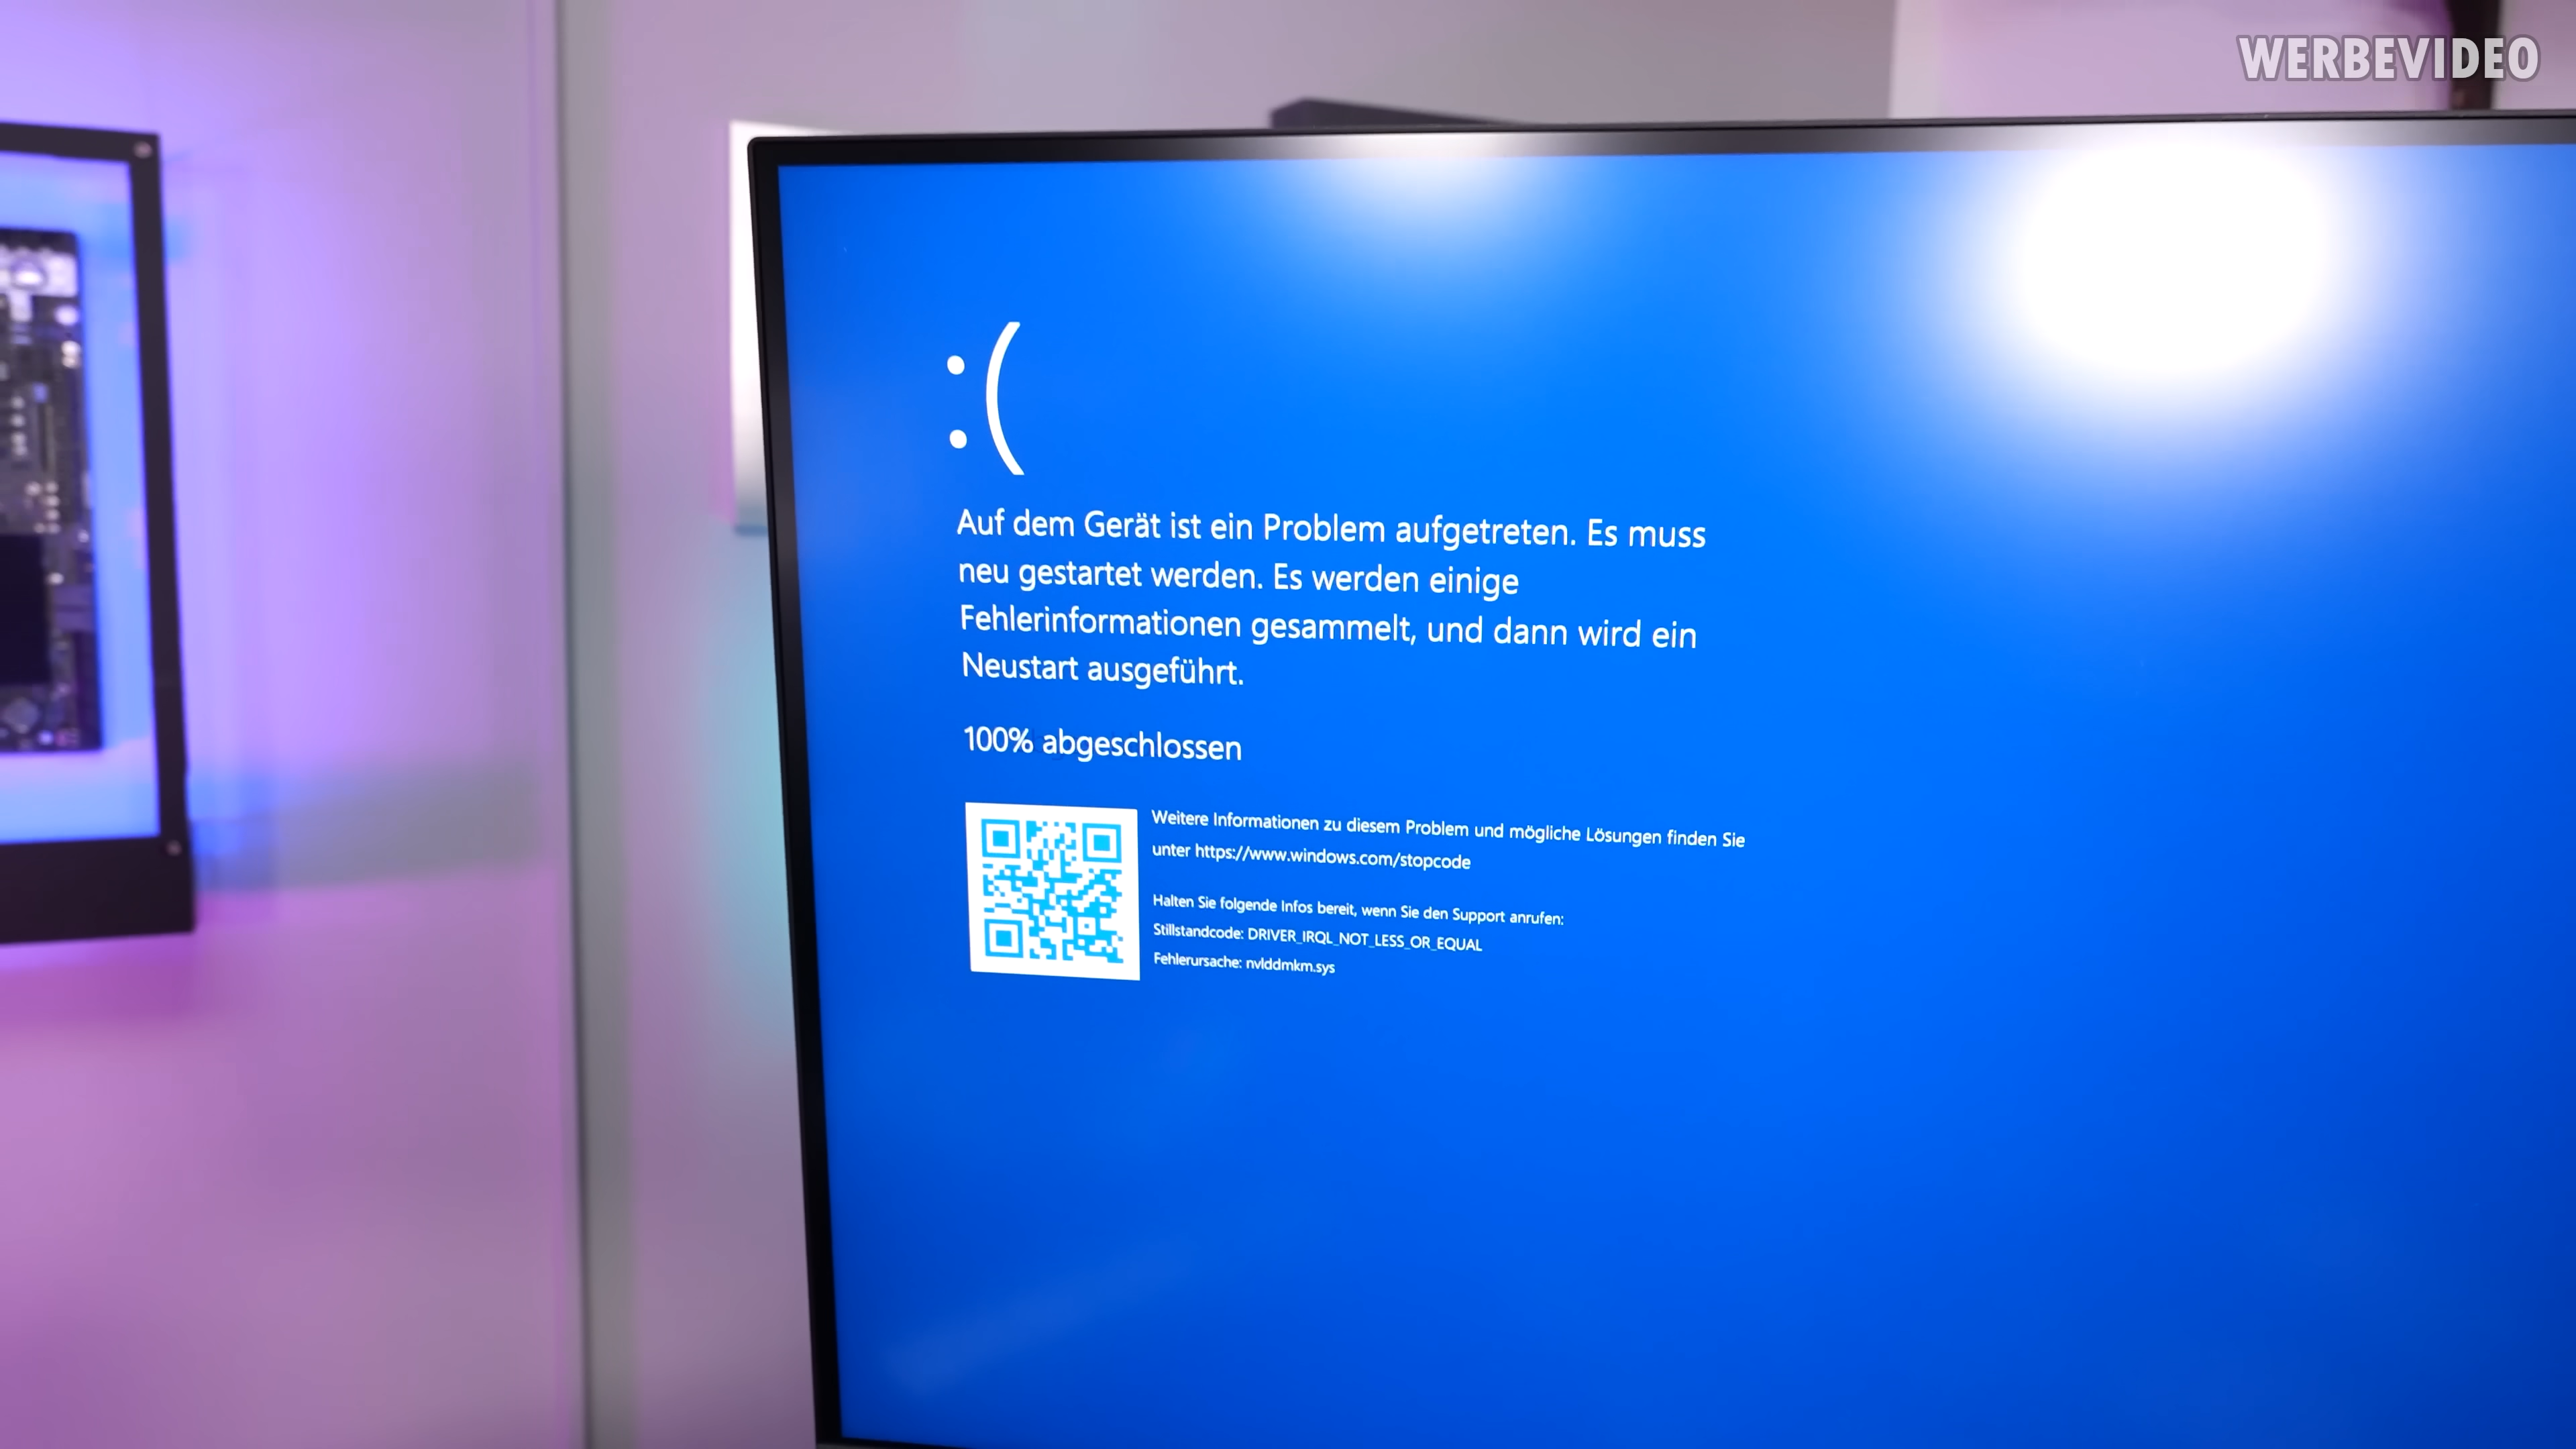 WERBEVIDEO
:(
Auf dem Gerät ist ein Problem aufgetreten. Es muss
neu gestartet werden. Es werden einige
Fehlerinformationen gesammelt, und dann wird ein
Neustart ausgeführt.
100% abgeschlossen
Weitere Informationen zu diesem Problem und mögliche Lösungen finden Sie
unter https://www.windows.com/stopcode
Halten Sie folgende Infos bereit, wenn Sie den Support anrufen:
Stillstandcode: DRIVER_IRQL_NOT_LESS_OR_EQUAL
Fehlerursache: nvlddmkm.sys